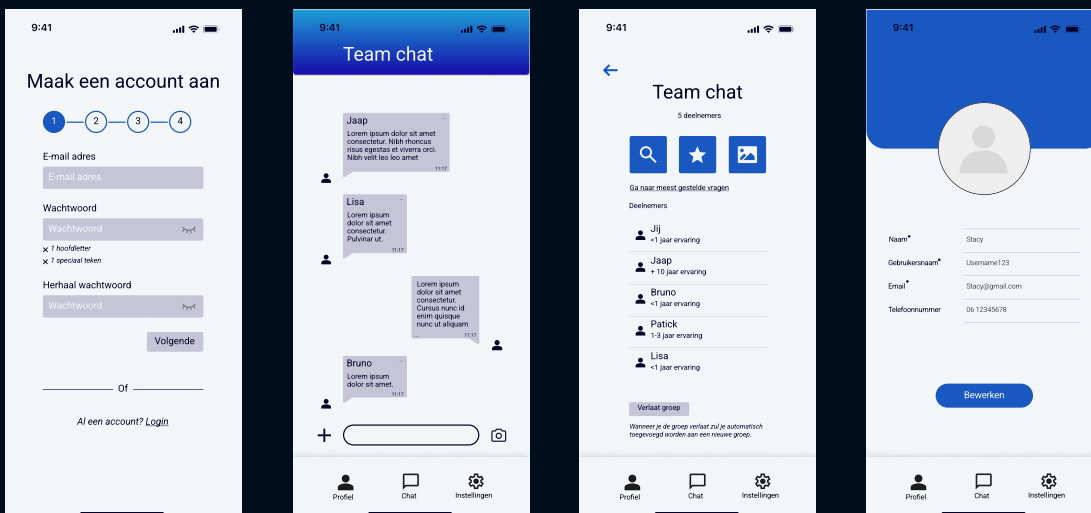 9:41
Maak een account aan
1
2
3
4
E-mail adres
E-mail adres
Wachtwoord
Wachtwoord
1 hoofdletter
1 speciaal teken
Herhaal wachtwoord
Wachtwoord
Volgende
Of
Al een account? Login
9:41
Team chat
Jaap
Lorem ipsum dolor sit amet
consectetur. Nibh rhoncus
risus egestas et viverra orci.
Nibh velit leo leo amet
11:17
Lisa
Lorem ipsum
dolor sit amet
consectetur.
Pulvinar ut.
11:17
Lorem ipsum
dolor sit amet
consectetur.
Cursus nunc id
enim quisque
nunc ut aliquam
11:17
Bruno
Lorem ipsum
dolor sit amet.
11:17
Profiel
Chat
Instellingen
9:41
Team chat
5 deelnemers
Ga naar meest gestelde vragen
Deelnemers
Jij
<1 jaar ervaring
Jaap
+ 10 jaar ervaring
Bruno
<1 jaar ervaring
Patick
1-3 jaar ervaring
Lisa
<1 jaar ervaring
Verlaat groep
Wanneer je de groep verlaat zul je automatisch
toegevoegd worden aan een nieuwe groep.
Profiel
Chat
Instellingen
9:41
Naam* Stacy
Gebruikersnaam* Username123
Email* Stacy@gmail.com
Telefoonnummer 06 12345678
Bewerken
Profiel
Chat
Instellingen